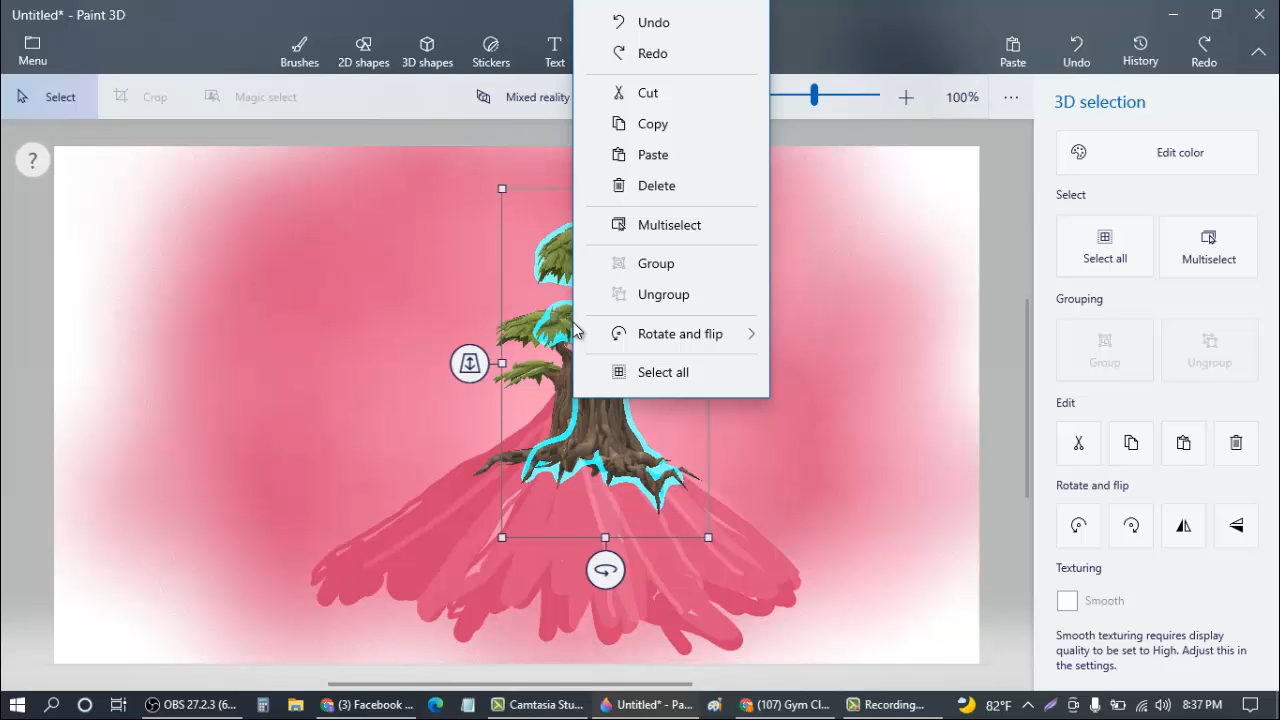 Untitled* - Paint 3D
Menu
Brushes
2D shapes
3D shapes
Stickers
Text
Paste
Undo
History
Redo
Select
Crop
Magic select
Mixed reality
100%
Undo
Redo
Cut
Copy
Paste
Delete
Multiselect
Group
Ungroup
Rotate and flip
Select all
?
3D selection
Edit color
Select
Select all
Multiselect
Grouping
Group
Ungroup
Edit
Rotate and flip
Texturing
Smooth
Smooth texturing requires display
quality to be set to High. Adjust this in
the settings.
OBS 27.2.3 (6...
(3) Facebook ...
Camtasia Stu...
Untitled* - Pa...
(107) Gym Cl...
Recording...
82°F
8:37 PM